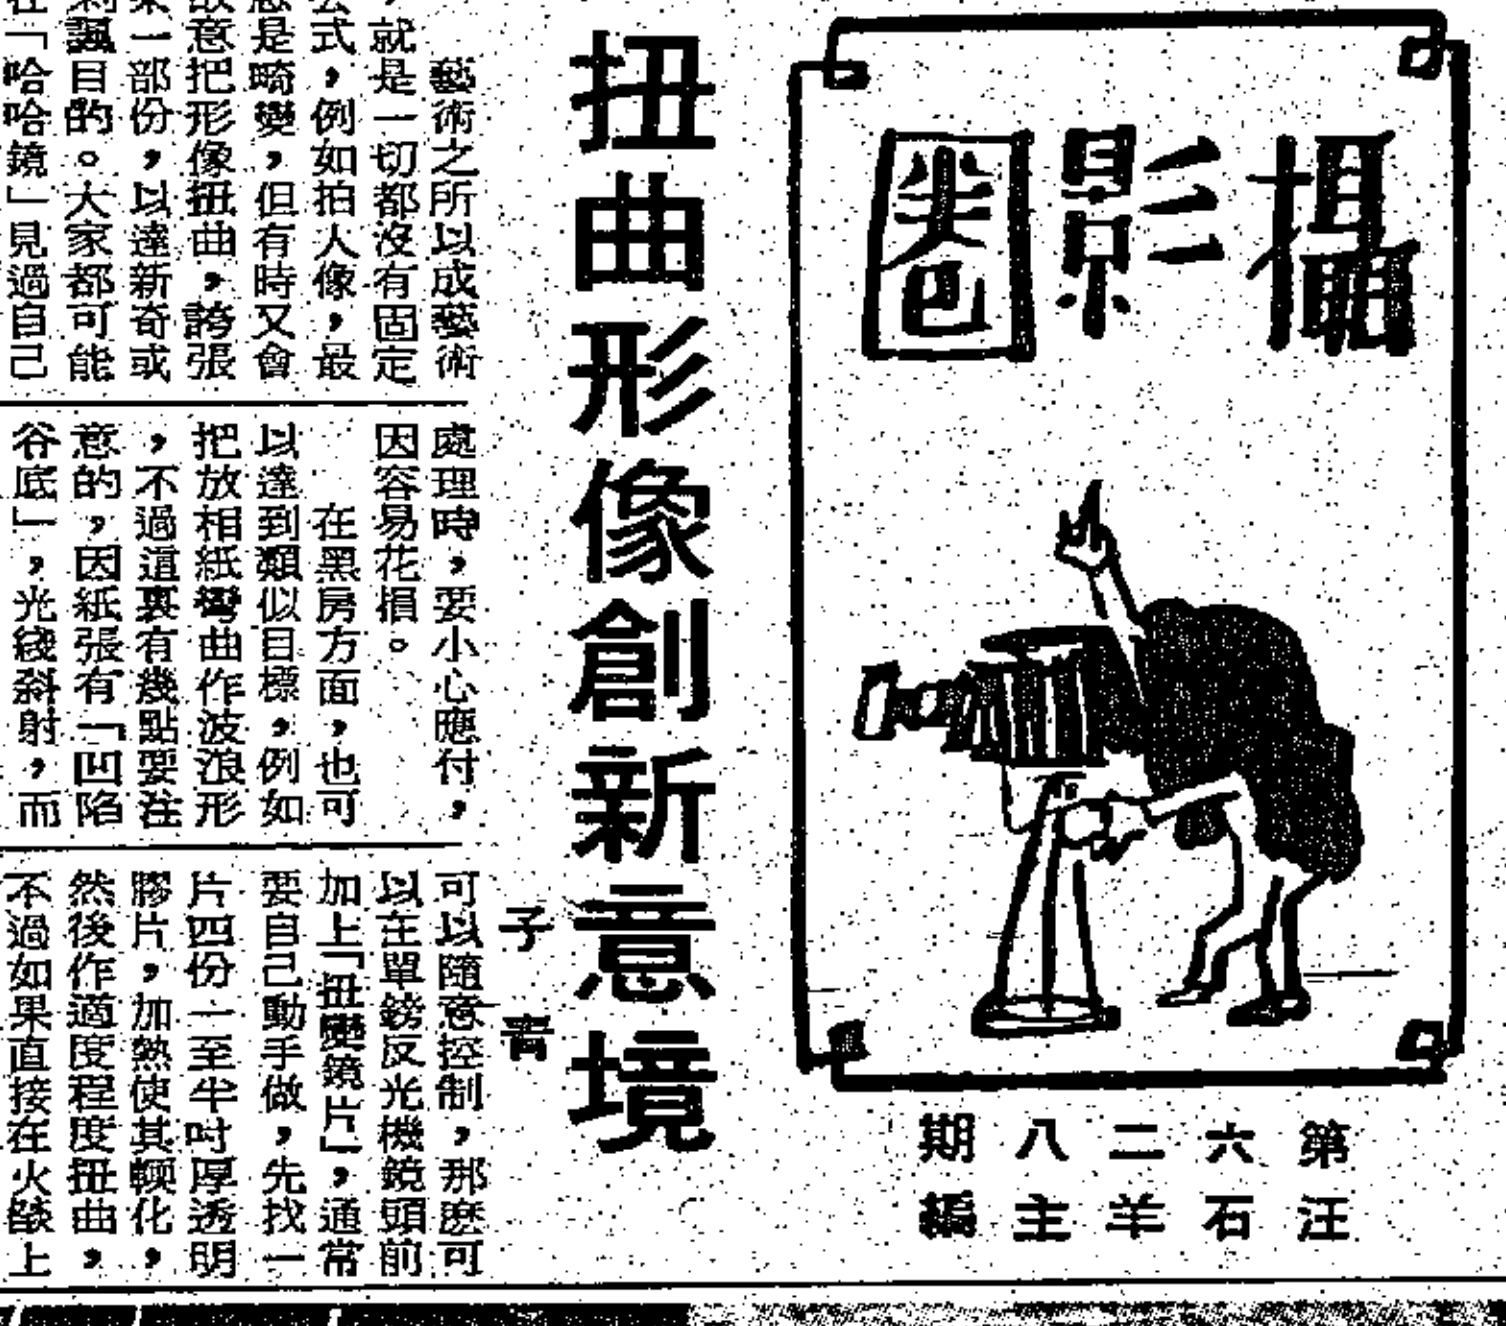 攝影圈
第六二八期
汪石羊主編
扭曲形像創新意境
子青
藝術之所以成藝術
，就是一切都沒有固定
公式，例如拍人像，最
忌是畸變，但有時又會
故意把形像扭曲，誇張
某一部份，以達新奇或
諷目的。大家都可能
「哈哈鏡」見過自己
處理時，要小心應付，
因容易花損。
在黑房方面，也可
以達到類似目標，例如
把放相紙彎曲作波浪形
，不過這裏有幾點要注
意的，因紙張有「凹陷
谷底」，光綫斜射，而
可以隨意控制，那麽可
以在單鏡反光機鏡頭前
加上「扭變鏡片」，通常
要自己動手做，先找一
片四份一至半吋厚透明
膠片，加熱使其輭化，
然後作適度程度扭曲，
不過如果直接在火燄上